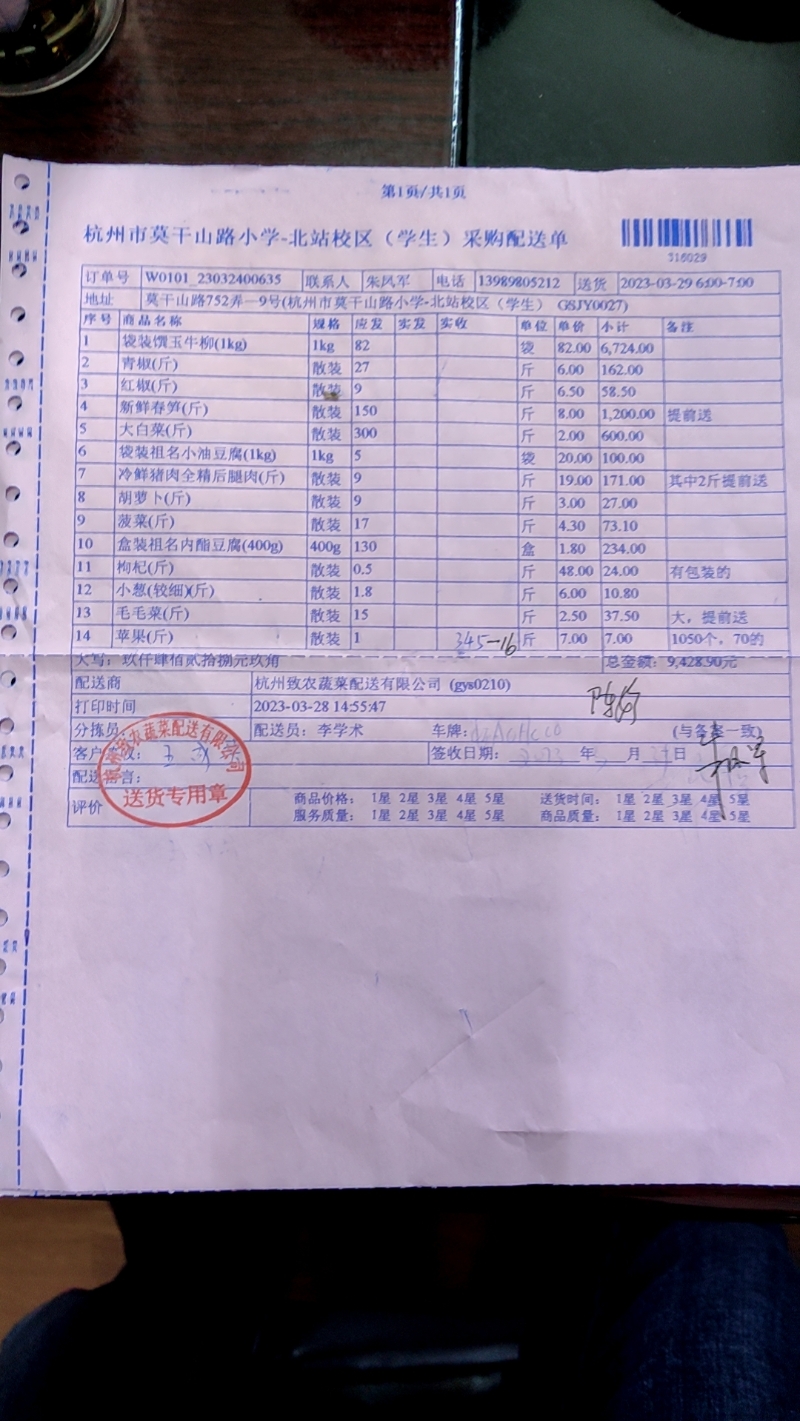 第1页/共1页
杭州市莫干山路小学-北站校区（学生）采购配送单
316029
订单号 W0101_23032400635 联系人 朱凤军 电话 13989805212 送货 2023-03-29 6:00-7:00
地址 莫干山路752弄一9号(杭州市莫干山路小学-北站校区（学生） GSJY0027)
序号 商品名称 规格 应发 实发 实收 单位 单价 小计 备注
1 袋装馔玉牛柳(1kg) 1kg 82 袋 82.00 6,724.00
2 青椒(斤) 散装 27 斤 6.00 162.00
3 红椒(斤) 散装 9 斤 6.50 58.50
4 新鲜春笋(斤) 散装 150 斤 8.00 1,200.00 提前送
5 大白菜(斤) 散装 300 斤 2.00 600.00
6 袋装祖名小油豆腐(1kg) 1kg 5 袋 20.00 100.00
7 冷鲜猪肉全精后腿肉(斤) 散装 9 斤 19.00 171.00 其中2斤提前送
8 胡萝卜(斤) 散装 9 斤 3.00 27.00
9 菠菜(斤) 散装 17 斤 4.30 73.10
10 盒装祖名内酯豆腐(400g) 400g 130 盒 1.80 234.00
11 枸杞(斤) 散装 0.5 斤 48.00 24.00 有包装的
12 小葱(较细)(斤) 散装 1.8 斤 6.00 10.80
13 毛毛菜(斤) 散装 15 斤 2.50 37.50 大，提前送
14 苹果(斤) 散装 1 345-16 斤 7.00 7.00 1050个，70的
大写：玖仟肆佰贰拾捌元玖角 总金额：9,428.90元
配送商 杭州致农蔬菜配送有限公司 (gys0210)
打印时间 2023-03-28 14:55:47
分拣员： 配送员：李学术 车牌： (与备案一致)
客户 签收日期： 2023 年 月 日
配送 言：
杭州致农蔬菜配送有限公司
送货专用章
评价 商品价格： 1星 2星 3星 4星 5星 送货时间： 1星 2星 3星 4星 5星
服务质量： 1星 2星 3星 4星 5星 商品质量： 1星 2星 3星 4星 5星